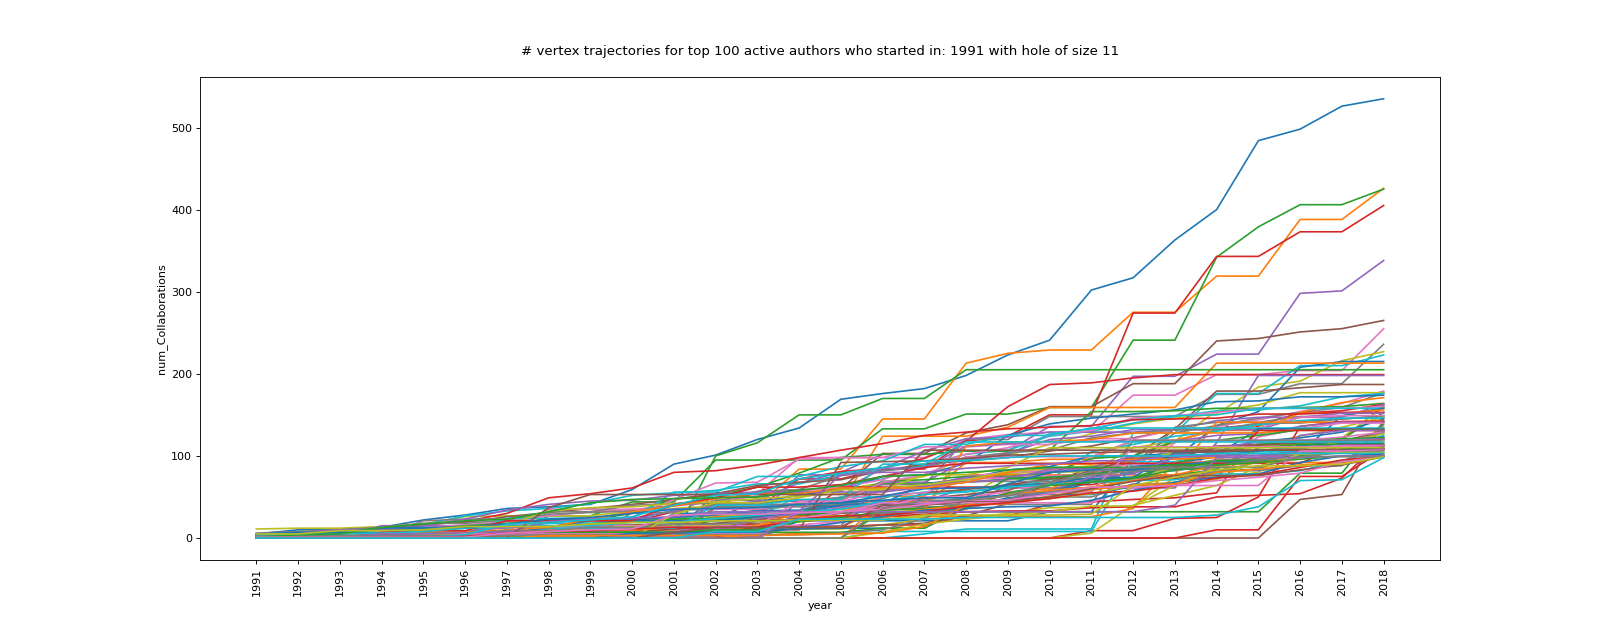 # vertex trajectories for top 100 active authors who started in: 1991 with hole of size 11
num_Collaborations
500
400
300
200
100
0
1991 1992 1993 1994 1995 1996 1997 1998 1999 2000 2001 2002 2003 2004 2005 2006 2007 2008 2009 2010 2011 2012 2013 2014 2015 2016 2017 2018
year